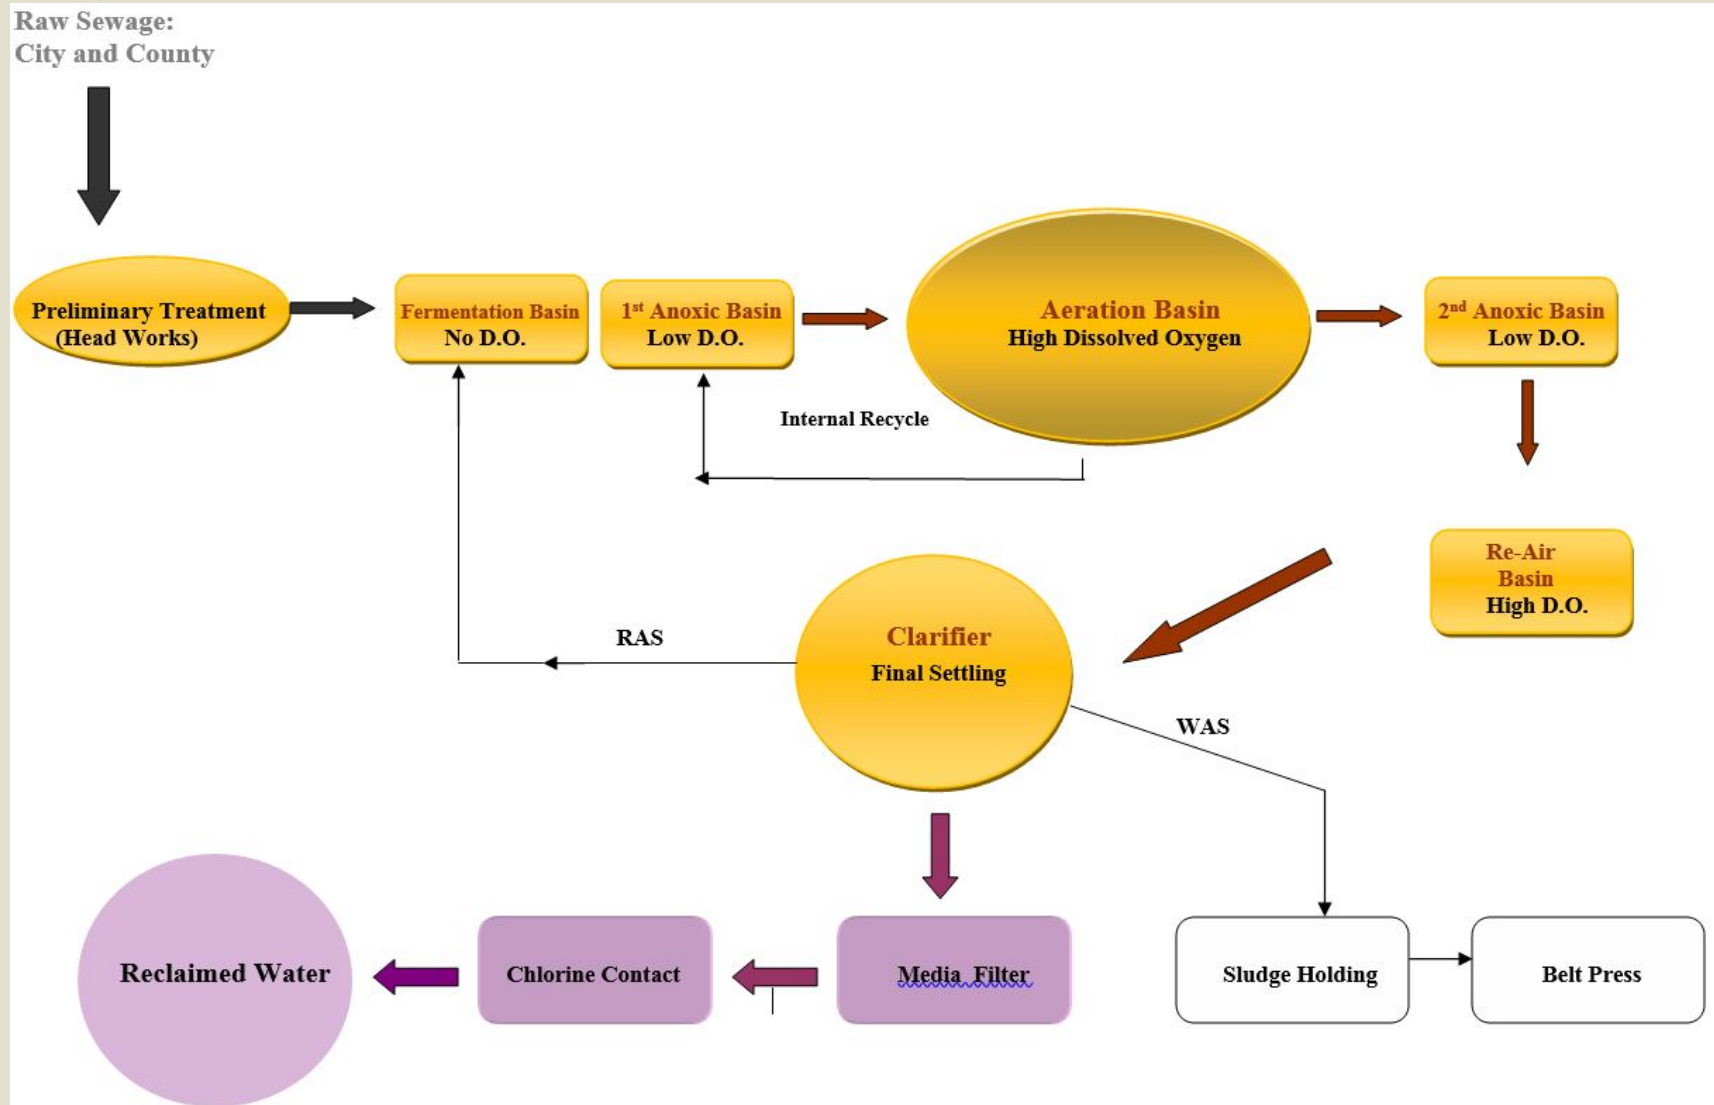 Raw Sewage:
City and County
Preliminary Treatment
(Head Works)
Fermentation Basin
No D.O.
1st Anoxic Basin
Low D.O.
Aeration Basin
High Dissolved Oxygen
2nd Anoxic Basin
Low D.O.
Internal Recycle
Re-Air
Basin
High D.O.
Clarifier
Final Settling
RAS
WAS
Reclaimed Water
Chlorine Contact
Media Filter
Sludge Holding
Belt Press